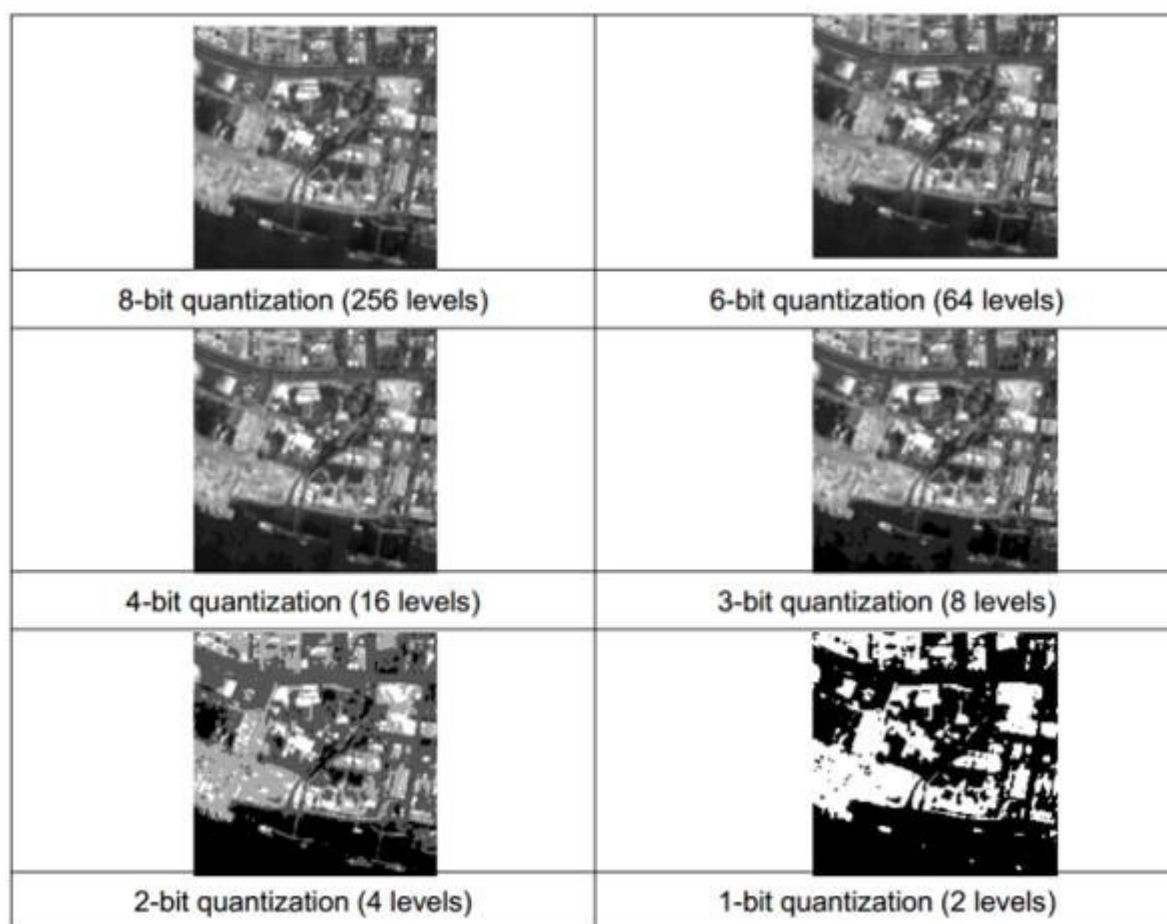 8-bit quantization (256 levels)
6-bit quantization (64 levels)
4-bit quantization (16 levels)
3-bit quantization (8 levels)
2-bit quantization (4 levels)
1-bit quantization (2 levels)